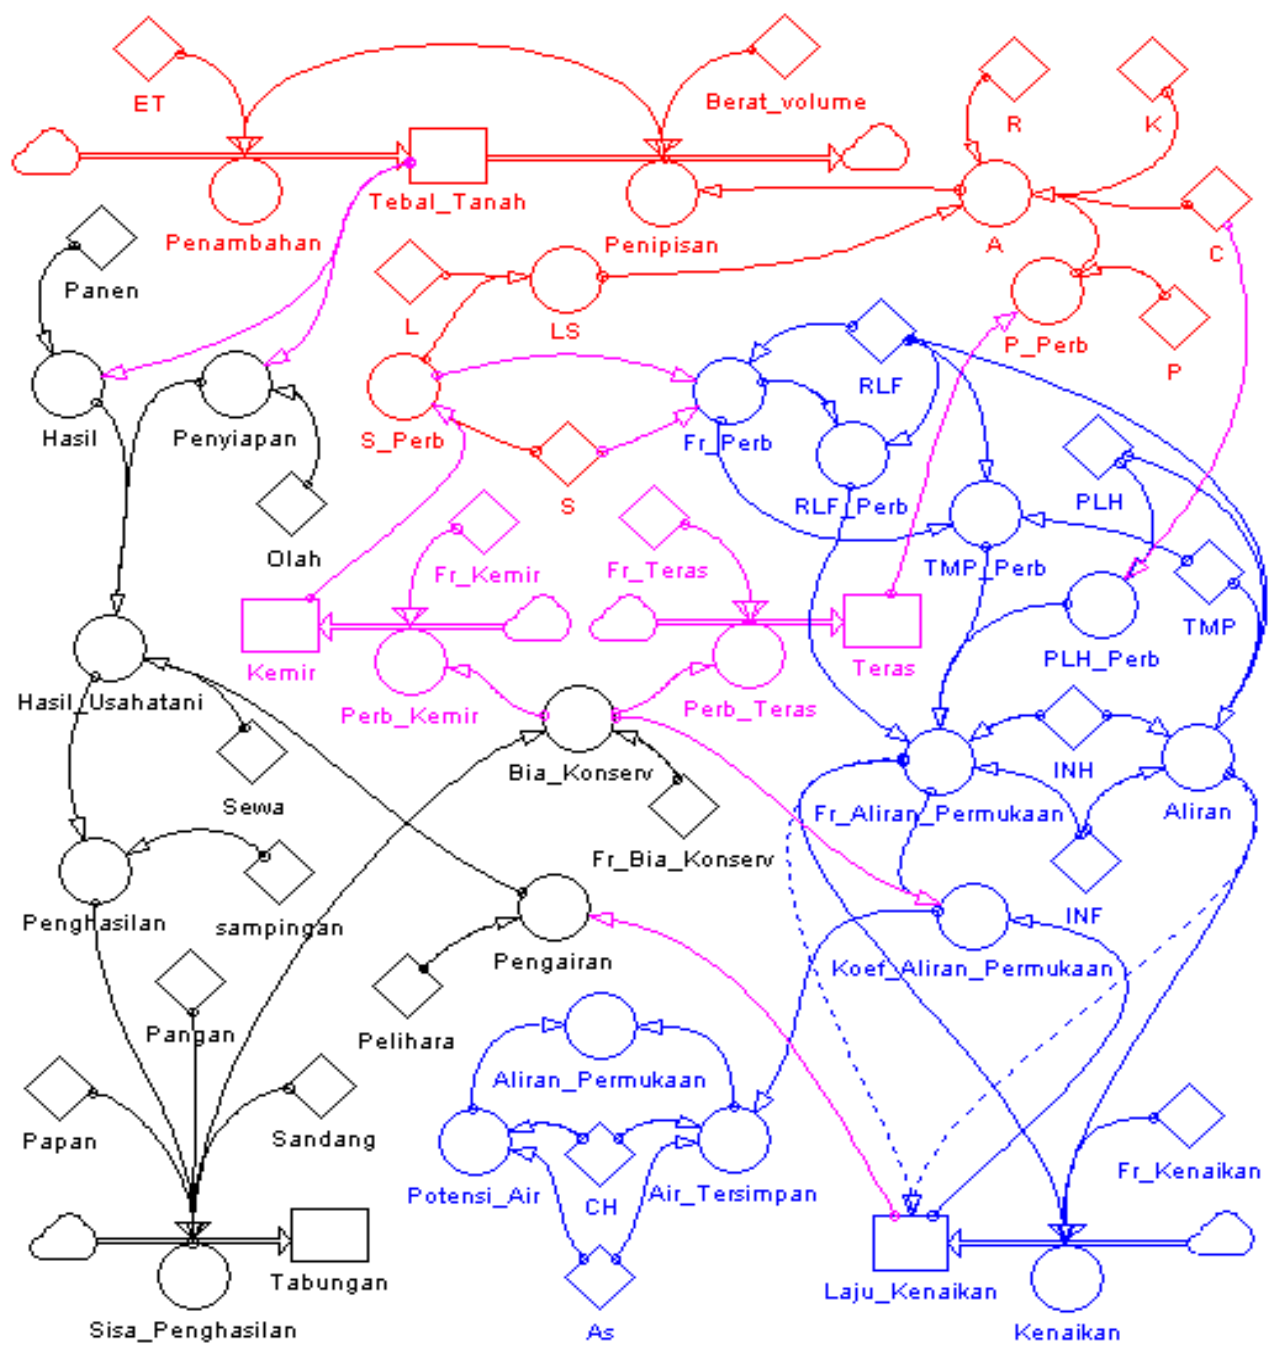 ET
Berat_volume
R
K
Tebal_Tanah
Penambahan
Penipisan
A
C
Panen
L
LS
P_Perb
P
RLF
Hasil
Penyiapan
S_Perb
Fr_Perb
S
RLF_Perb
PLH
Olah
Fr_Kemir
Fr_Teras
TMP_Perb
TMP
Kemir
Teras
PLH_Perb
Hasil_Usahatani
Perb_Kemir
Perb_Teras
Bia_Konserv
INH
Sewa
Fr_Aliran_Permukaan
Aliran
Fr_Bia_Konserv
Penghasilan
sampingan
INF
Pengairan
Koef_Aliran_Permukaan
Pangan
Pelihara
Aliran_Permukaan
Papan
Sandang
Fr_Kenaikan
Potensi_Air
CH
Air_Tersimpan
Tabungan
Laju_Kenaikan
Sisa_Penghasilan
As
Kenaikan